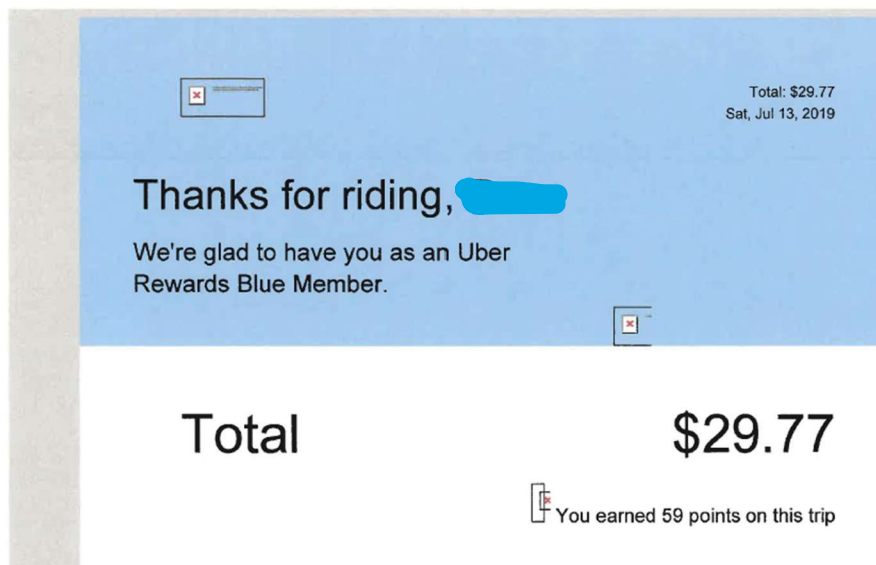 Total: $29.77
Sat, Jul 13, 2019
Thanks for riding,
We're glad to have you as an Uber
Rewards Blue Member.
Total $29.77
You earned 59 points on this trip